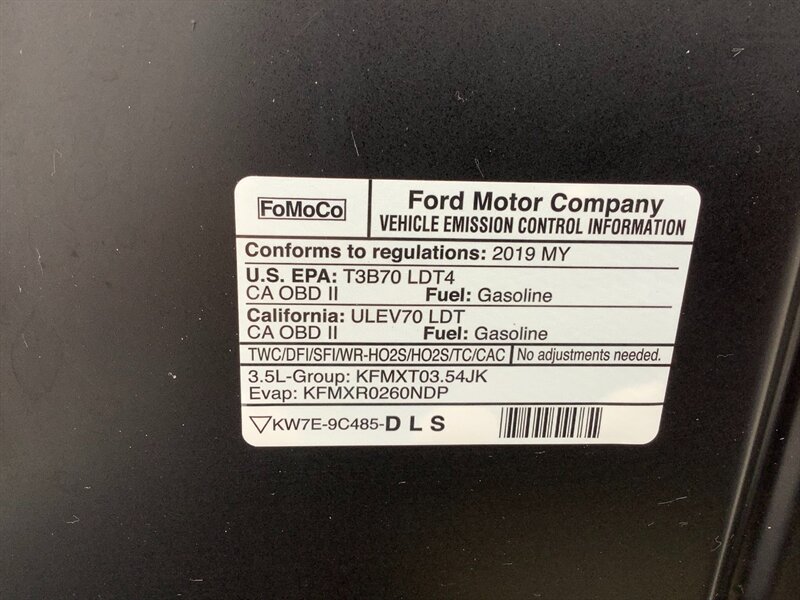 FoMoCo
Ford Motor Company
VEHICLE EMISSION CONTROL INFORMATION
Conforms to regulations: 2019 MY
U.S. EPA: T3B70 LDT4
CA OBD II Fuel: Gasoline
California: ULEV70 LDT
CA OBD II Fuel: Gasoline
TWC/DFI/SFI/WR-HO2S/HO2S/TC/CAC No adjustments needed.
3.5L-Group: KFMXT03.54JK
Evap: KFMXR0260NDP
KW7E-9C485-D L S